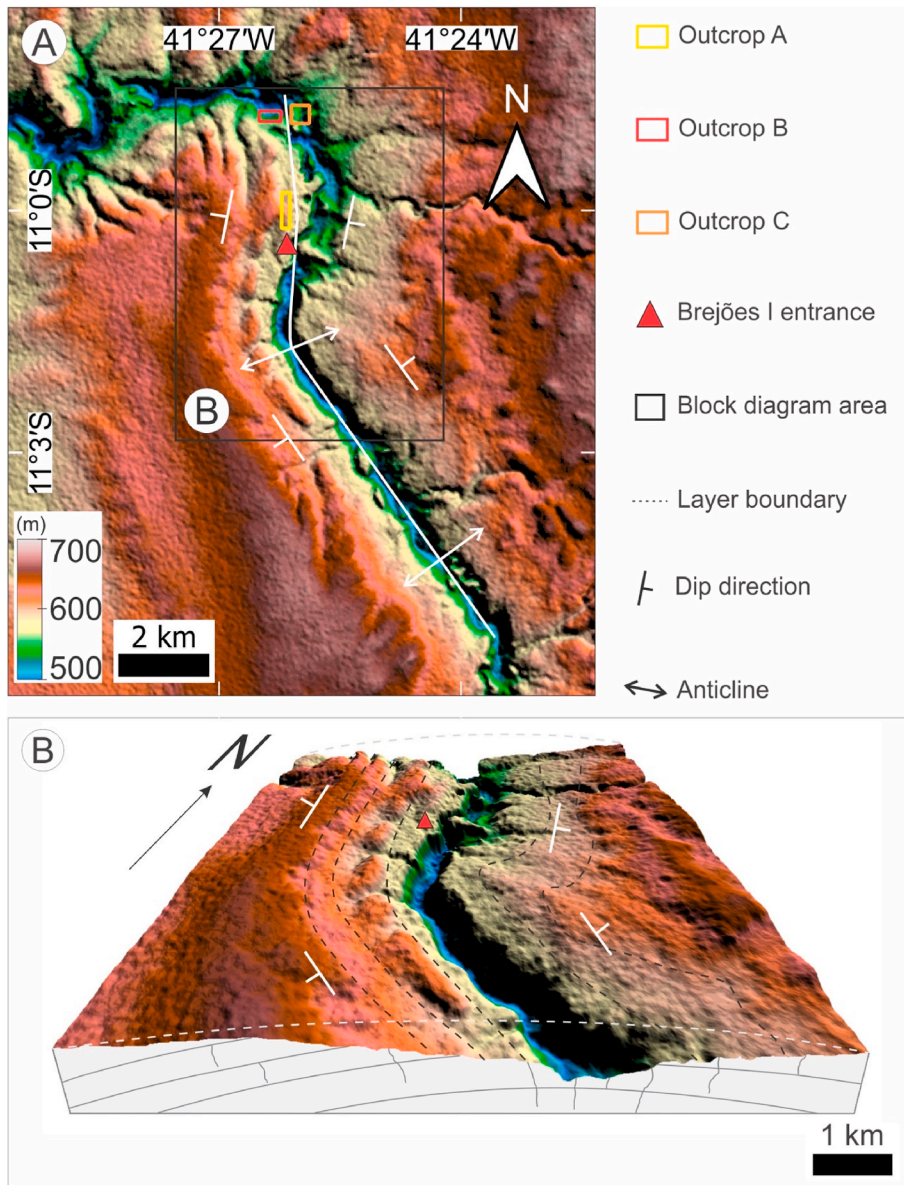 A
41°27′W
41°24′W
N
11°0′S
B
11°3′S
(m)
700
600
500
2 km
Outcrop A
Outcrop B
Outcrop C
Brejões I entrance
Block diagram area
Layer boundary
Dip direction
Anticline
B
N
1 km